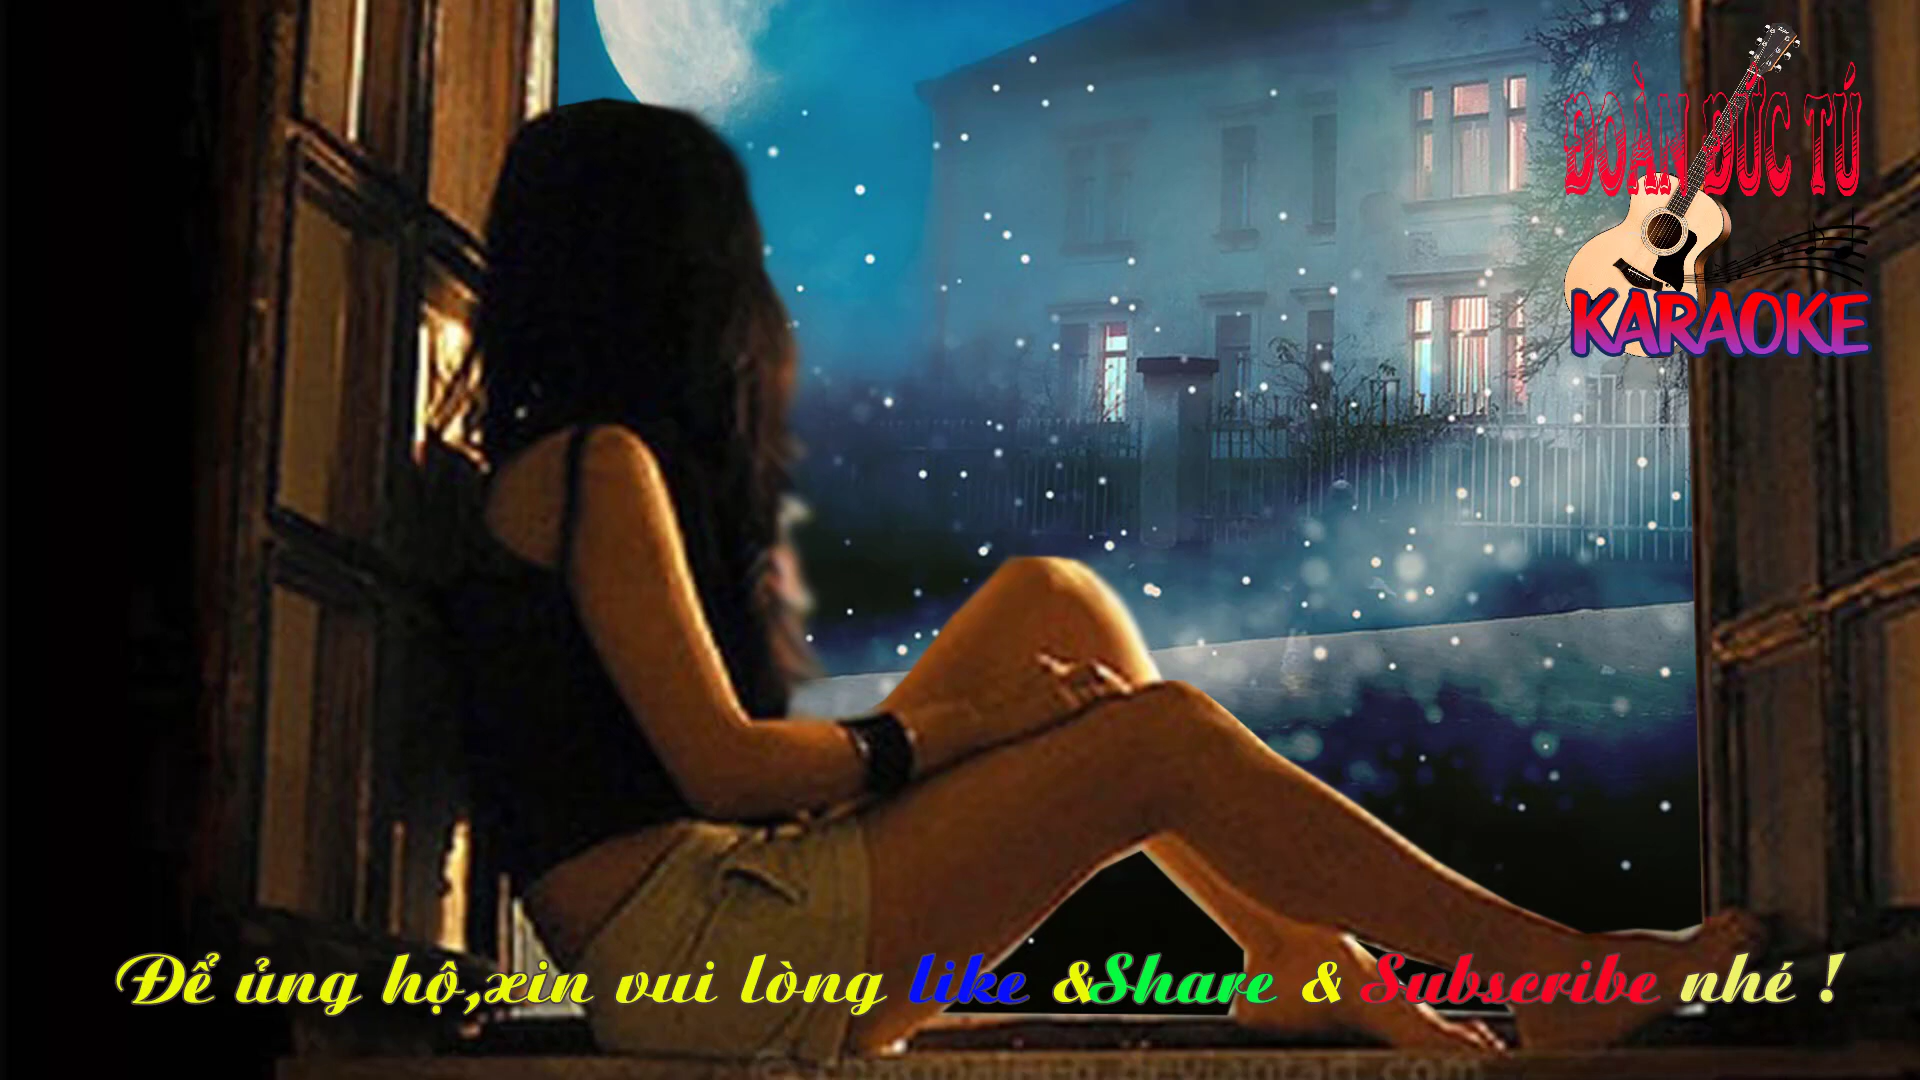 ĐOÀN ĐỨC TÚ
KARAOKE
Để ủng hộ,xin vui lòng like &Share & Subscribe nhé !